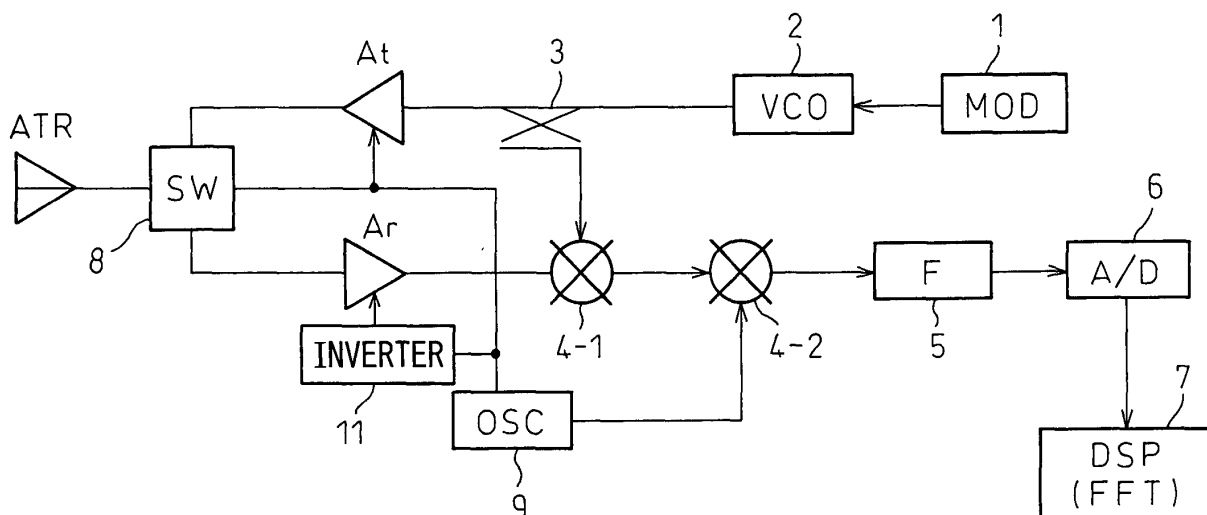 2
1
At
3
VCO
MOD
ATR
SW
8
Ar
6
F
A/D
4-1
4-2
5
INVERTER
11
OSC
9
7
DSP
(FFT)